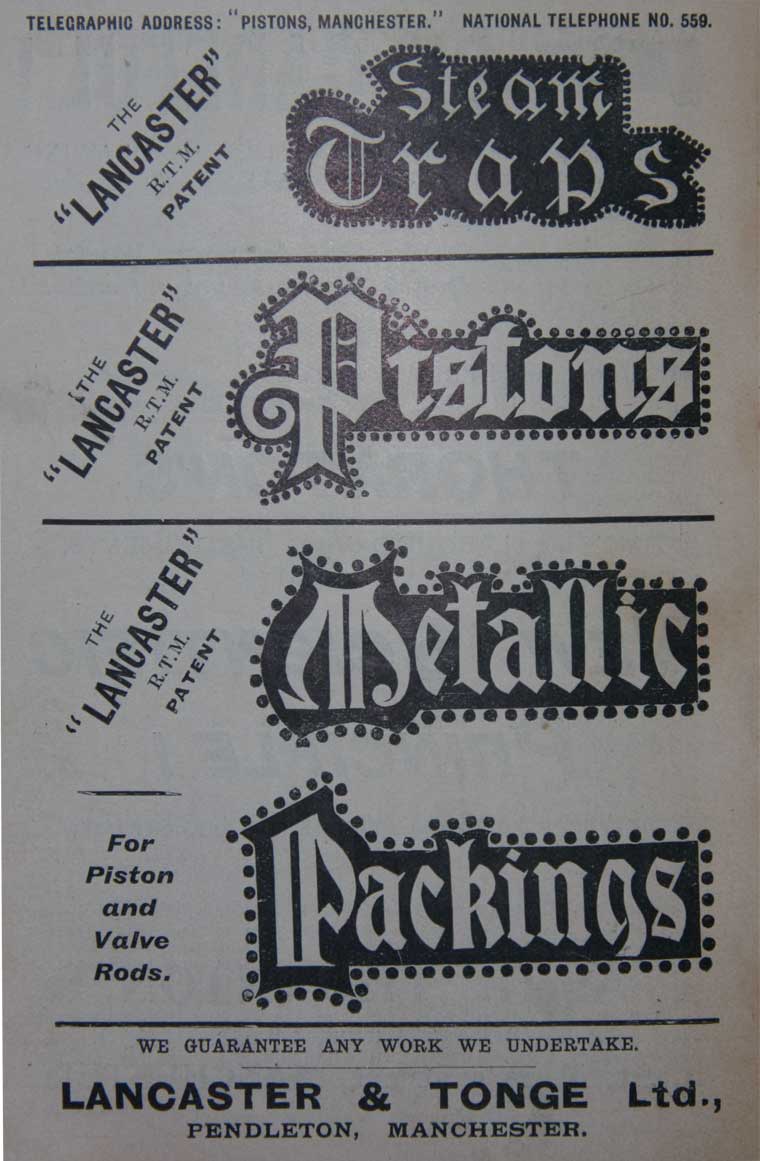 TELEGRAPHIC ADDRESS: "PISTONS, MANCHESTER." NATIONAL TELEPHONE NO. 559.
THE
"LANCASTER"
R.T.M.
PATENT
Steam
Traps
THE
"LANCASTER"
R.T.M.
PATENT
Pistons
THE
"LANCASTER"
R.T.M.
PATENT
Metallic
For
Piston
and
Valve
Rods.
Packings
WE GUARANTEE ANY WORK WE UNDERTAKE.
LANCASTER & TONGE Ltd.,
PENDLETON, MANCHESTER.